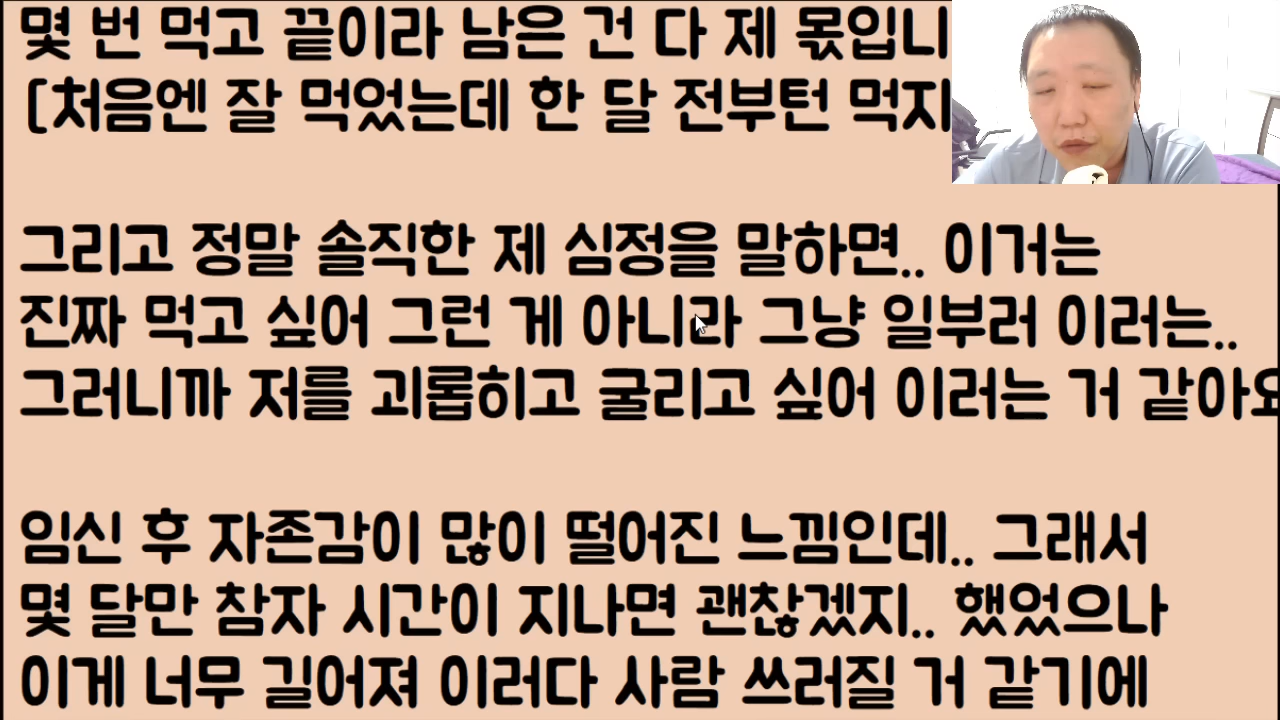 몇 번 먹고 끝이라 남은 건 다 제 몫입니
[처음엔 잘 먹었는데 한 달 전부턴 먹지
그리고 정말 솔직한 제 심정을 말하면.. 이거는
진짜 먹고 싶어 그런 게 아니라 그냥 일부러 이러는..
그러니까 저를 괴롭히고 굴리고 싶어 이러는 거 같아요
임신 후 자존감이 많이 떨어진 느낌인데.. 그래서
몇 달만 참자 시간이 지나면 괜찮겠지.. 했었으나
이게 너무 길어져 이러다 사람 쓰러질 거 같기에